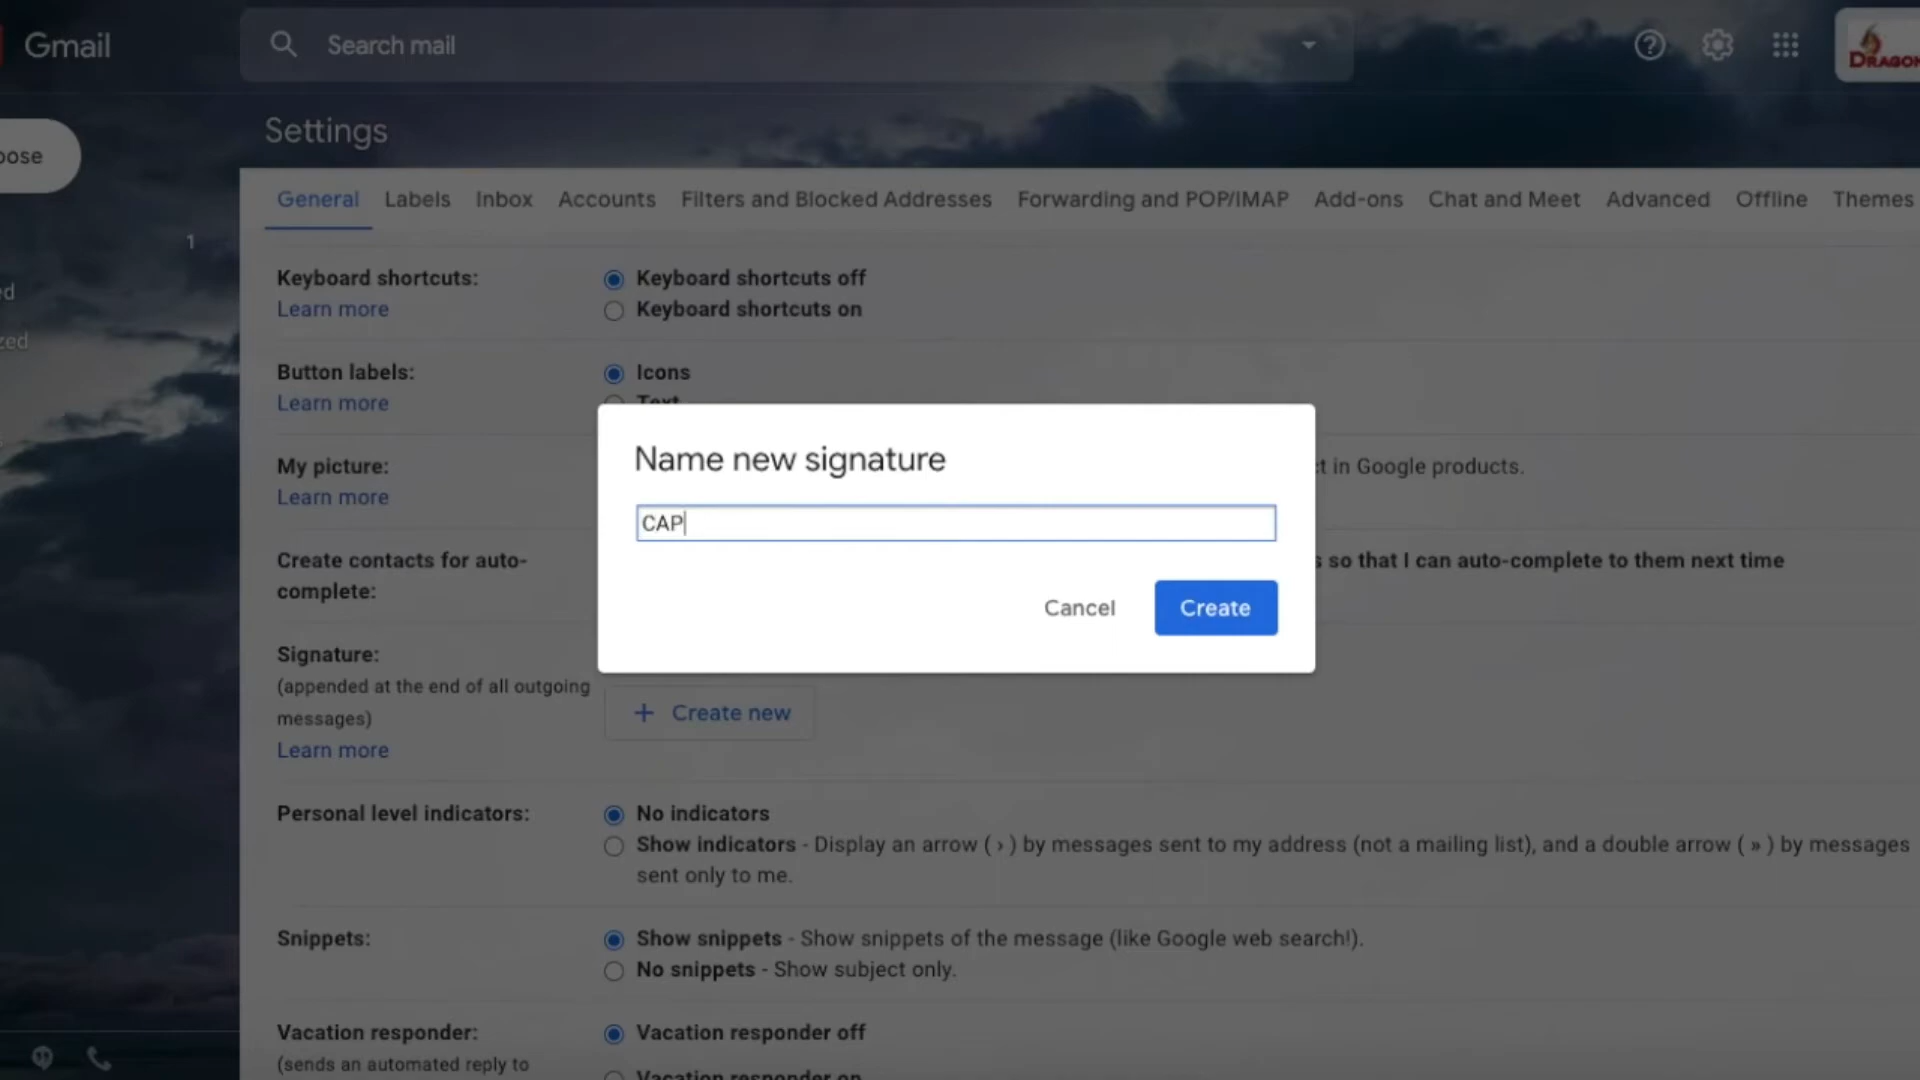 Gmail
Search mail
DRAGON
Settings
General Labels Inbox Accounts Filters and Blocked Addresses Forwarding and POP/IMAP Add-ons Chat and Meet Advanced Offline Themes
1
Keyboard shortcuts:
Learn more
Keyboard shortcuts off
Keyboard shortcuts on
Button labels:
Learn more
Icons
Text
My picture:
Learn more
t in Google products.
Create contacts for auto-
complete:
s so that I can auto-complete to them next time
Name new signature
CAP
Cancel Create
Signature:
(appended at the end of all outgoing
messages)
Learn more
+ Create new
Personal level indicators:
No indicators
Show indicators - Display an arrow ( › ) by messages sent to my address (not a mailing list), and a double arrow ( » ) by messages
sent only to me.
Snippets:
Show snippets - Show snippets of the message (like Google web search!).
No snippets - Show subject only.
Vacation responder:
(sends an automated reply to
Vacation responder off
Vacation responder on